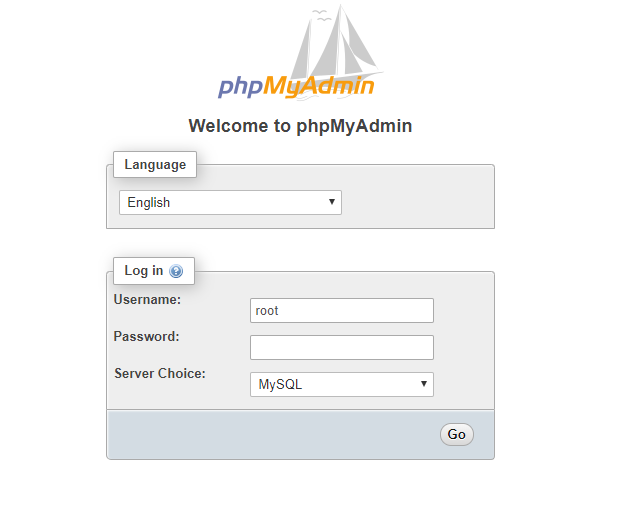 phpMyAdmin
Welcome to phpMyAdmin
Language
English
Log in
Username:
root
Password:
Server Choice:
MySQL
Go